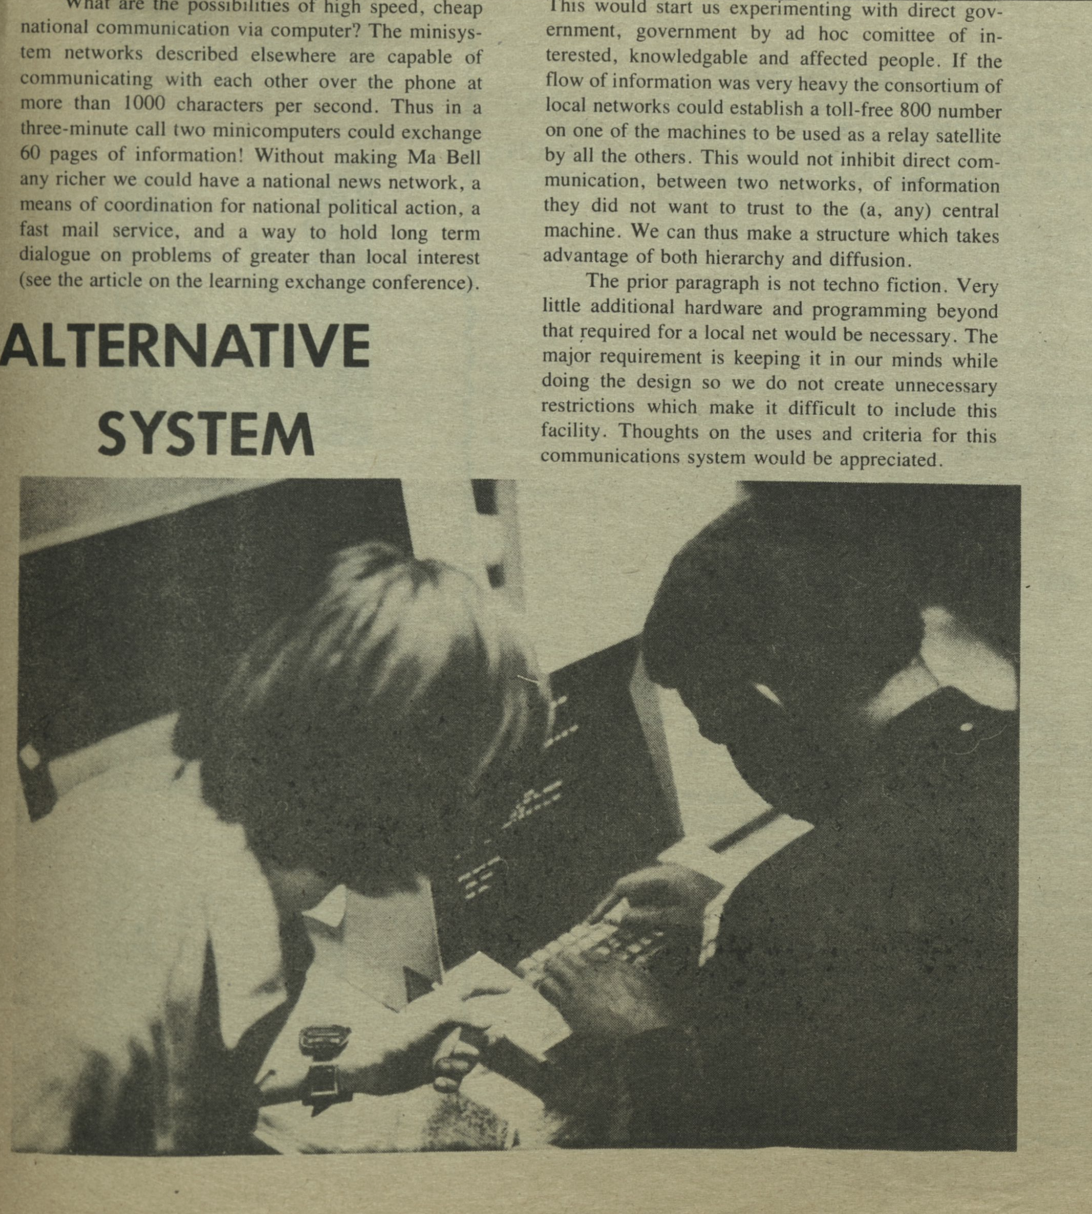 What are the possibilities of high speed, cheap
national communication via computer? The minisys-
tem networks described elsewhere are capable of
communicating with each other over the phone at
more than 1000 characters per second. Thus in a
three-minute call two minicomputers could exchange
60 pages of information! Without making Ma Bell
any richer we could have a national news network, a
means of coordination for national political action, a
fast mail service, and a way to hold long term
dialogue on problems of greater than local interest
(see the article on the learning exchange conference).
ALTERNATIVE
SYSTEM
This would start us experimenting with direct gov-
ernment, government by ad hoc comittee of in-
terested, knowledgable and affected people. If the
flow of information was very heavy the consortium of
local networks could establish a toll-free 800 number
on one of the machines to be used as a relay satellite
by all the others. This would not inhibit direct com-
munication, between two networks, of information
they did not want to trust to the (a, any) central
machine. We can thus make a structure which takes
advantage of both hierarchy and diffusion.
The prior paragraph is not techno fiction. Very
little additional hardware and programming beyond
that required for a local net would be necessary. The
major requirement is keeping it in our minds while
doing the design so we do not create unnecessary
restrictions which make it difficult to include this
facility. Thoughts on the uses and criteria for this
communications system would be appreciated.